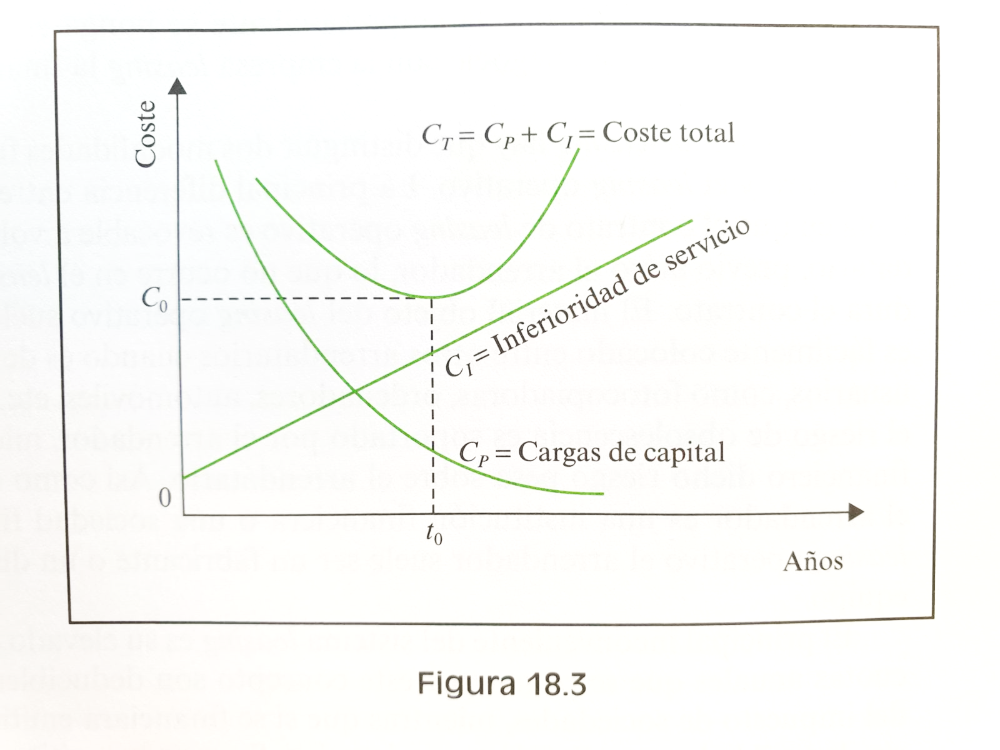 Coste
C_T = C_P + C_I = Coste total
C_0
C_I = Inferioridad de servicio
C_P = Cargas de capital
0
t_0
Años
Figura 18.3